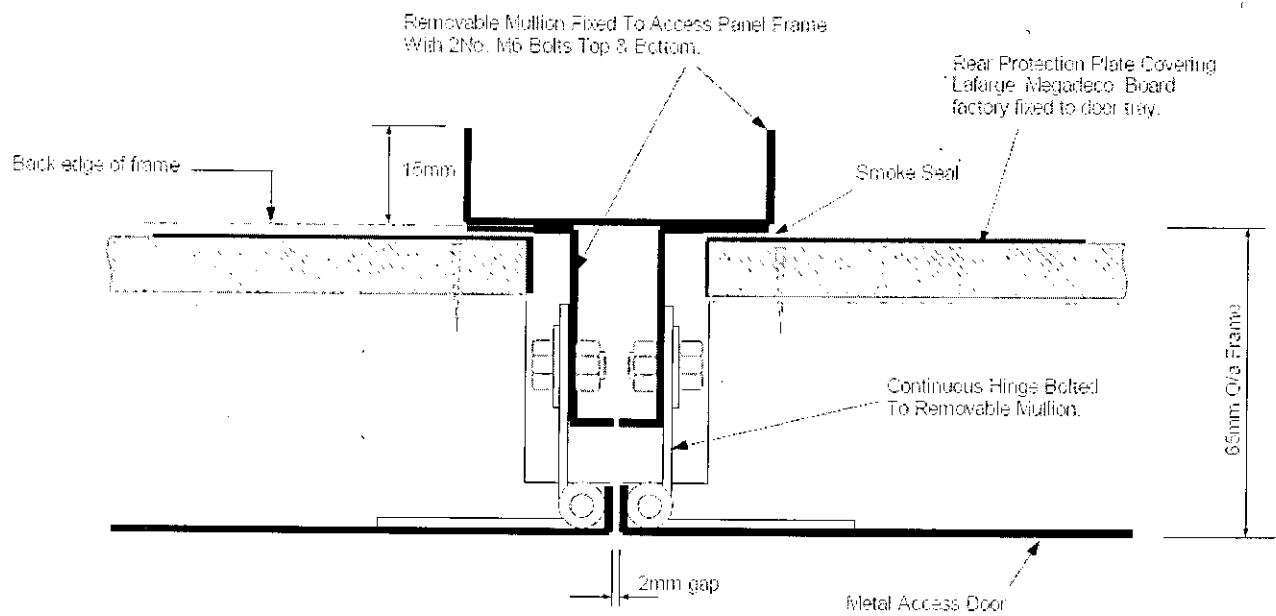 Removable Mullion Fixed To Access Panel Frame
With 2No. M6 Bolts Top & Bottom.
Rear Protection Plate Covering
Lafarge Megadeco Board
factory fixed to door tray.
Back edge of frame
15mm
Smoke Seal
Continuous Hinge Bolted
To Removable Mullion.
65mm O/a Frame
2mm gap
Metal Access Door